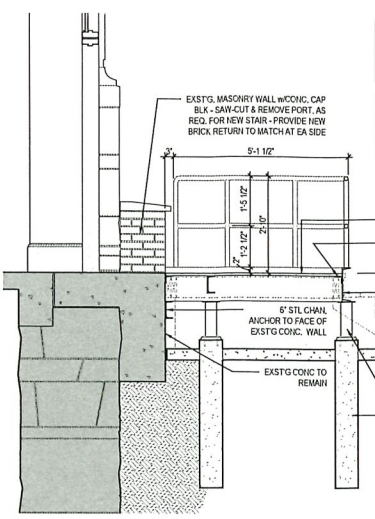 EXST'G, MASONRY WALL w/CONC. CAP
BLK - SAW-CUT & REMOVE PORT. AS
REQ. FOR NEW STAIR - PROVIDE NEW
BRICK RETURN TO MATCH AT EA SIDE
3"
5'-1 1/2"
1'-5 1/2"
2'-10"
1'-2 1/2"
2"
6" STL CHAN,
ANCHOR TO FACE OF
EXST'G CONC. WALL
EXST'G CONC TO
REMAIN